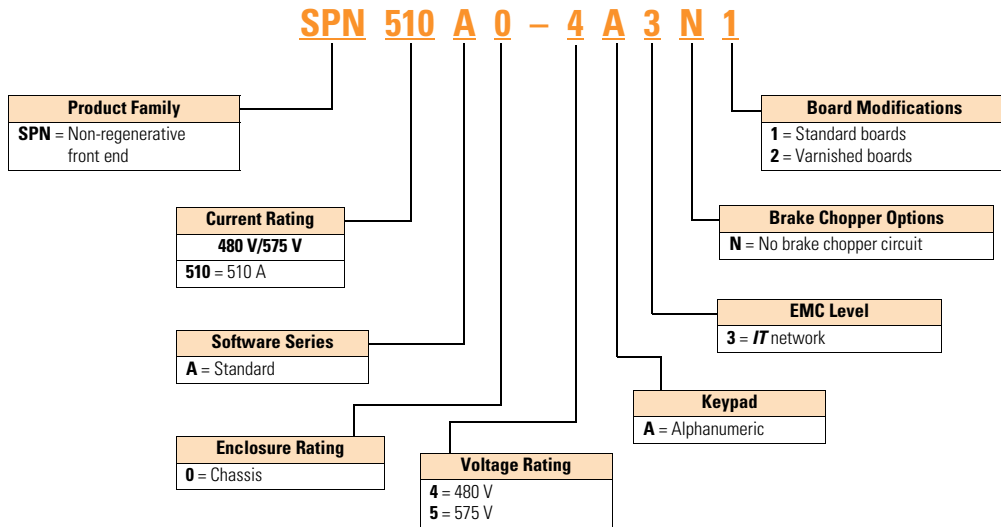 SPN 510 A 0 – 4 A 3 N 1
Product Family
SPN = Non-regenerative
front end
Board Modifications
1 = Standard boards
2 = Varnished boards
Current Rating
480 V/575 V
510 = 510 A
Brake Chopper Options
N = No brake chopper circuit
EMC Level
3 = IT network
Software Series
A = Standard
Keypad
A = Alphanumeric
Enclosure Rating
0 = Chassis
Voltage Rating
4 = 480 V
5 = 575 V